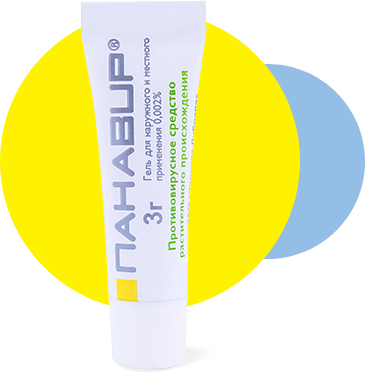 ПАНАВИР®
Гель для наружного и местного
применения 0,002%
3г
Противовирусное средство
растительного происхождения